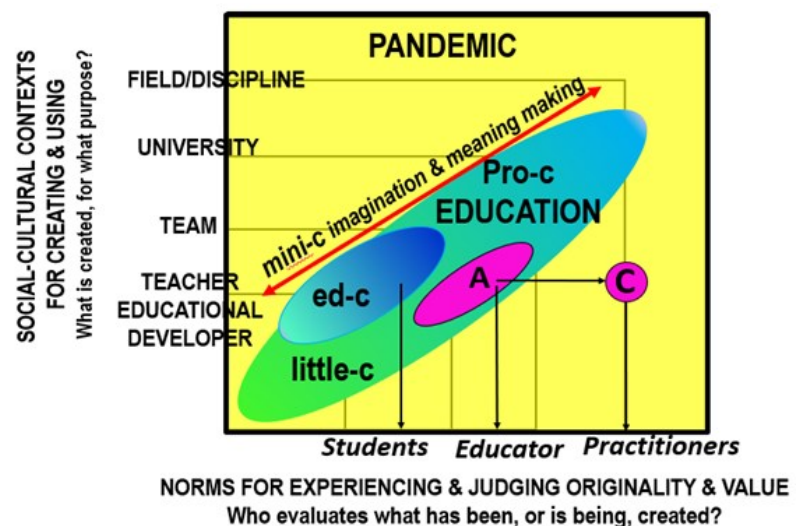 PANDEMIC
SOCIAL-CULTURAL CONTEXTS
FOR CREATING & USING
What is created, for what purpose?
FIELD/DISCIPLINE
UNIVERSITY
TEAM
TEACHER
EDUCATIONAL
DEVELOPER
mini-c imagination & meaning making
Pro-c
EDUCATION
ed-c
A
C
little-c
Students
Educator
Practitioners
NORMS FOR EXPERIENCING & JUDGING ORIGINALITY & VALUE
Who evaluates what has been, or is being, created?